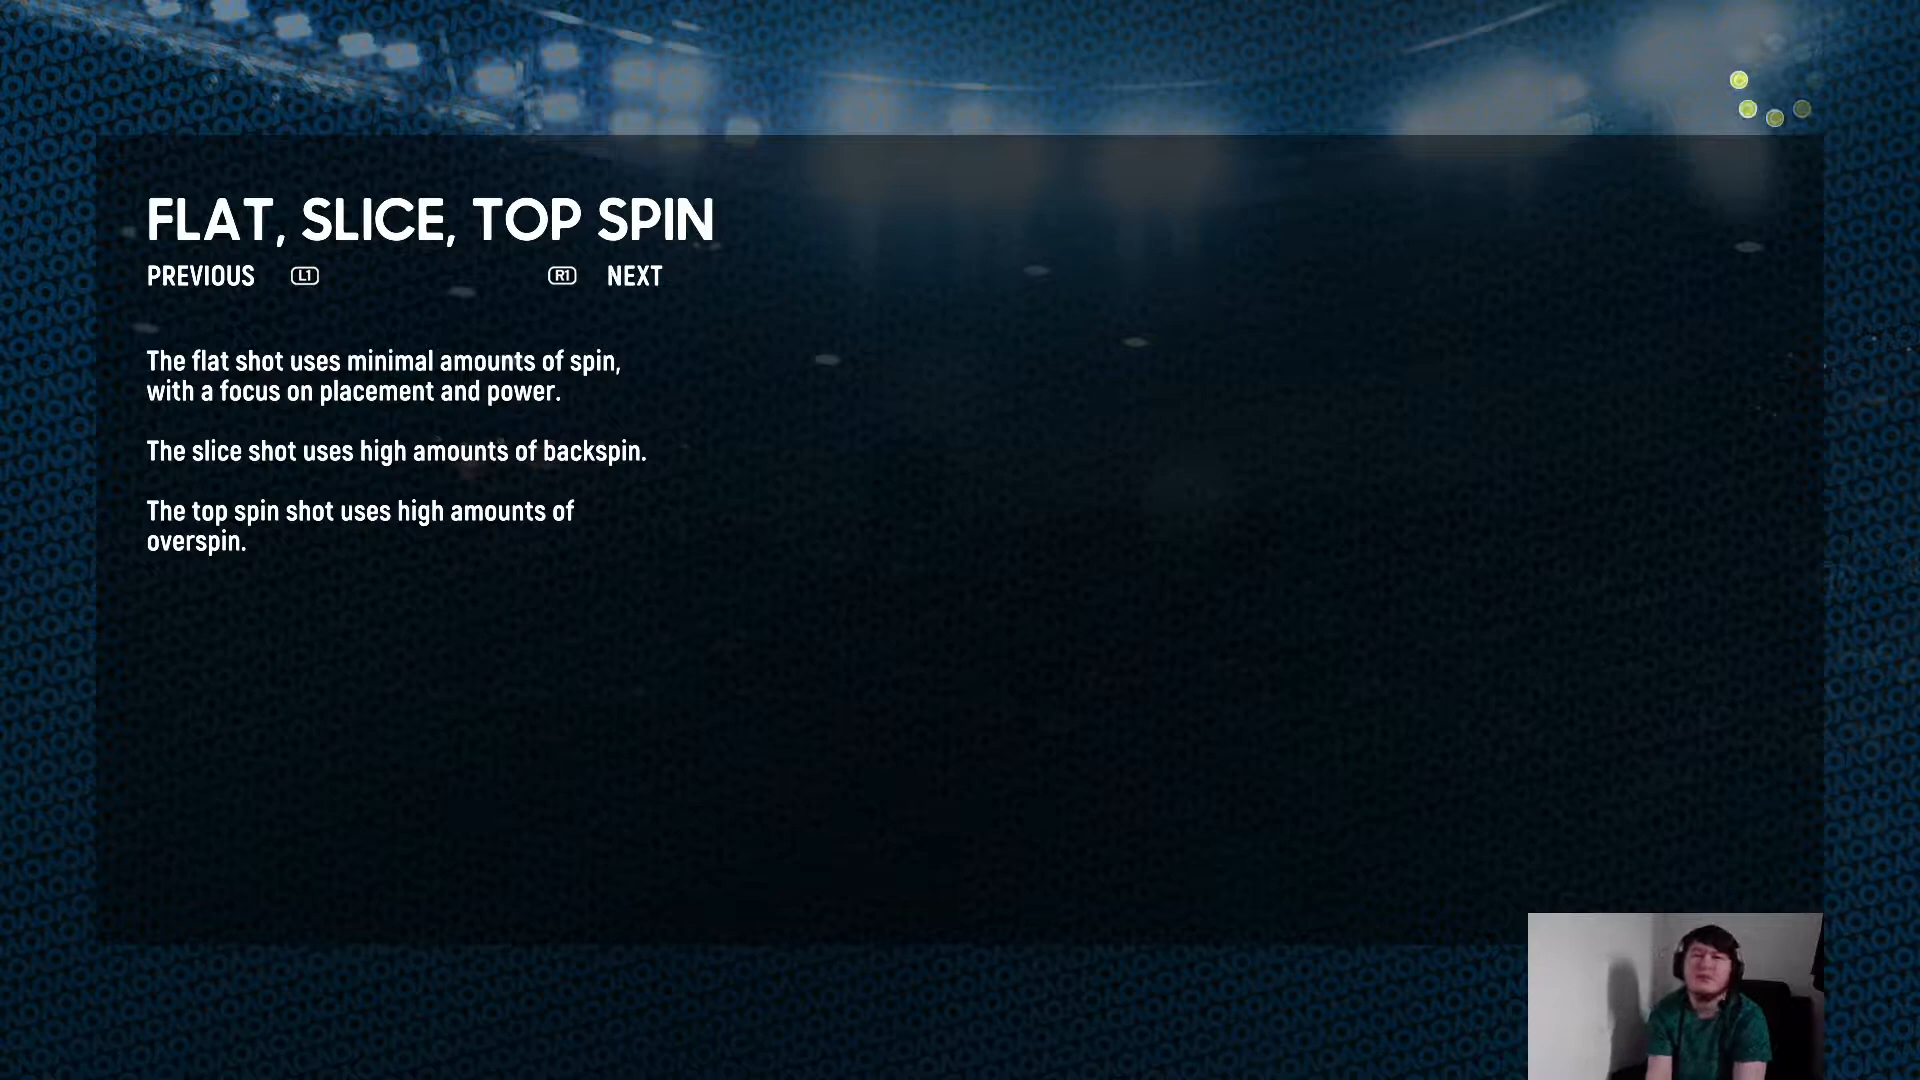 FLAT, SLICE, TOP SPIN
PREVIOUS L1 R1 NEXT
The flat shot uses minimal amounts of spin,
with a focus on placement and power.
The slice shot uses high amounts of backspin.
The top spin shot uses high amounts of
overspin.